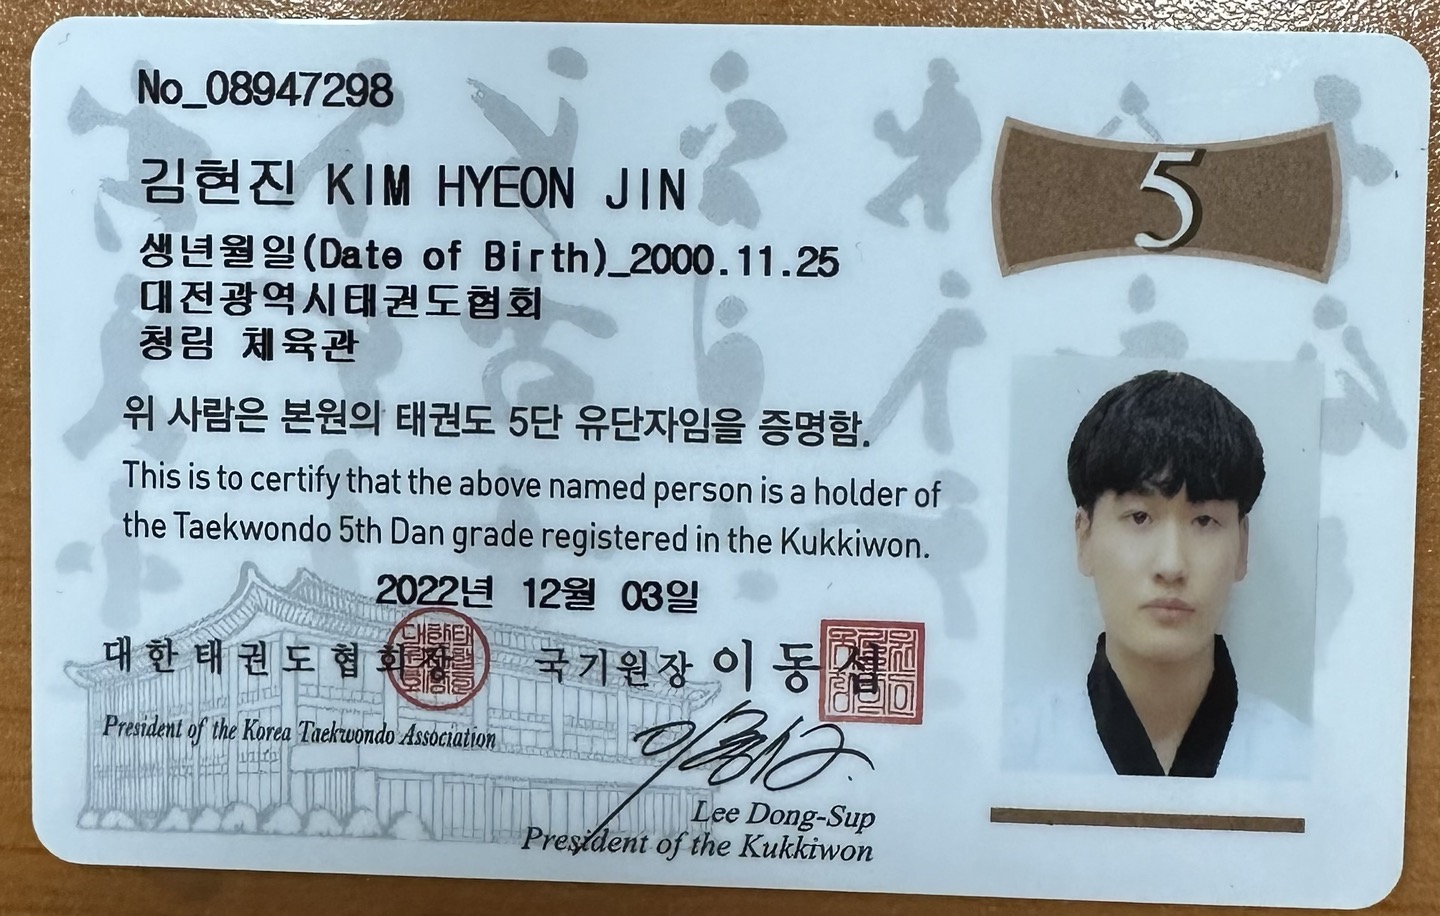 No_08947298
5
김현진 KIM HYEON JIN
생년월일(Date of Birth)_2000.11.25
대전광역시태권도협회
청림 체육관
위 사람은 본원의 태권도 5단 유단자임을 증명함.
This is to certify that the above named person is a holder of
the Taekwondo 5th Dan grade registered in the Kukkiwon.
2022년 12월 03일
대한태권도협회장 국기원장 이동섭
President of the Korea Taekwondo Association
Lee Dong-Sup
President of the Kukkiwon